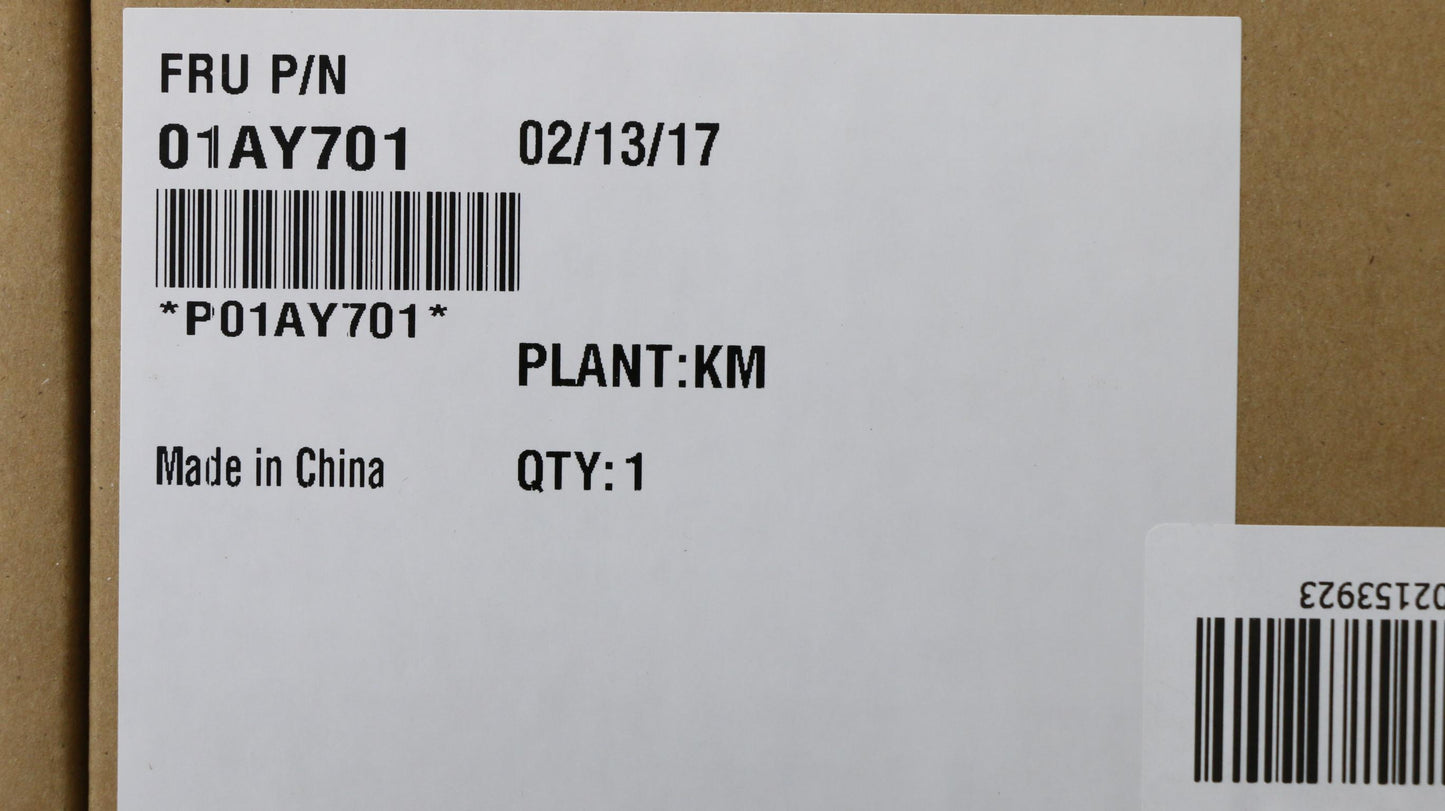 FRU P/N
01AY701
02/13/17
*P01AY701*
PLANT:KM
Made in China
QTY: 1
02153923